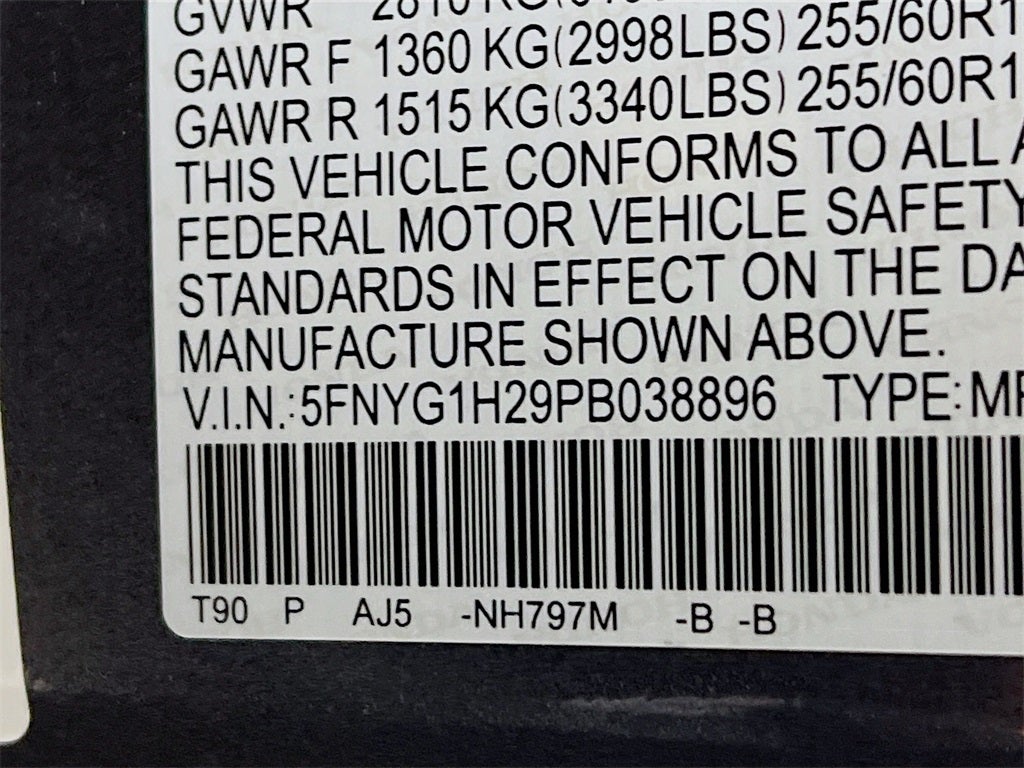 GVWR
GAWR F 1360 KG(2998LBS) 255/60R1
GAWR R 1515 KG(3340LBS) 255/60R1
THIS VEHICLE CONFORMS TO ALL A
FEDERAL MOTOR VEHICLE SAFETY
STANDARDS IN EFFECT ON THE DA
MANUFACTURE SHOWN ABOVE.
V.I.N.:5FNYG1H29PB038896 TYPE:
T90 P AJ5 -NH797M -B -B